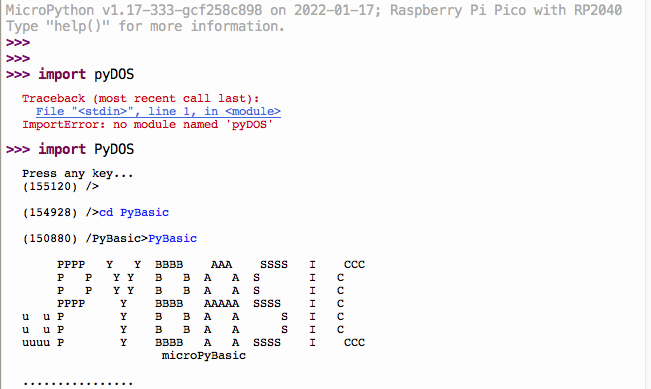 MicroPython v1.17-333-gcf258c898 on 2022-01-17; Raspberry Pi Pico with RP2040
Type "help()" for more information.
>>>
>>>
>>> import pyDOS
Traceback (most recent call last):
  File "<stdin>", line 1, in <module>
ImportError: no module named 'pyDOS'
>>> import PyDOS
Press any key...
(155120) />
(154928) />cd PyBasic
(150880) /PyBasic>PyBasic
     PPPP   Y   Y  BBBB    AAA    SSSS   I    CCC
     P   P   Y Y   B   B  A   A  S       I   C
     P   P   Y Y   B   B  A   A  S       I   C
     PPPP     Y    BBBB   AAAAA  SSSS    I   C
u  u P        Y    B   B  A   A      S   I   C
u  u P        Y    B   B  A   A      S   I   C
uuuu P        Y    BBBB   A   A  SSSS    I    CCC
                    microPyBasic
................